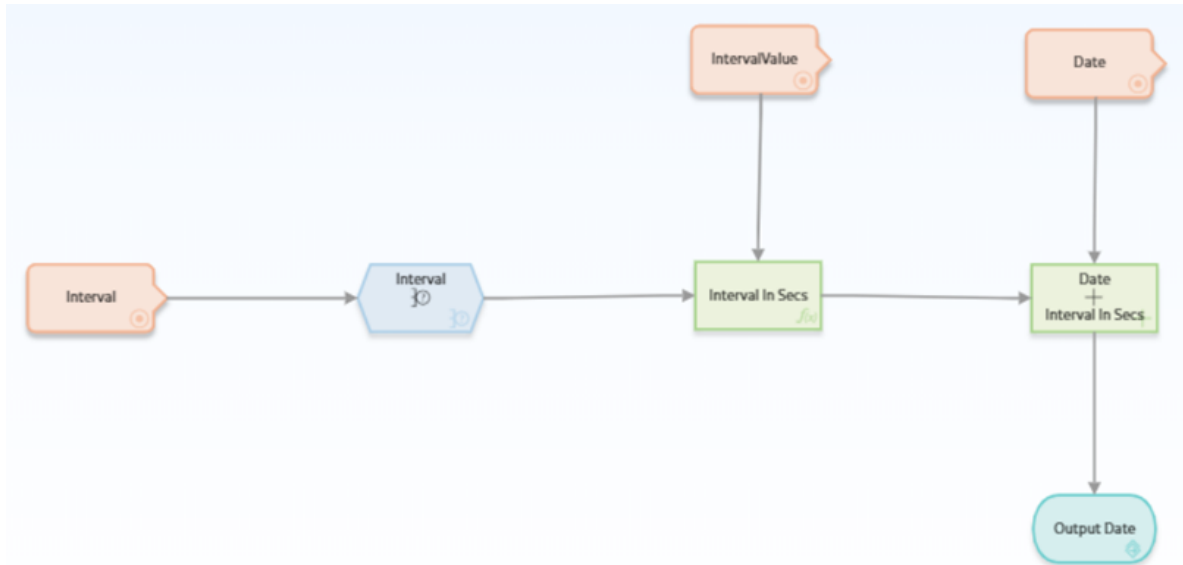 IntervalValue
Date
Interval
Interval
Interval In Secs
f(x)
Date
+
Interval In Secs
Output Date